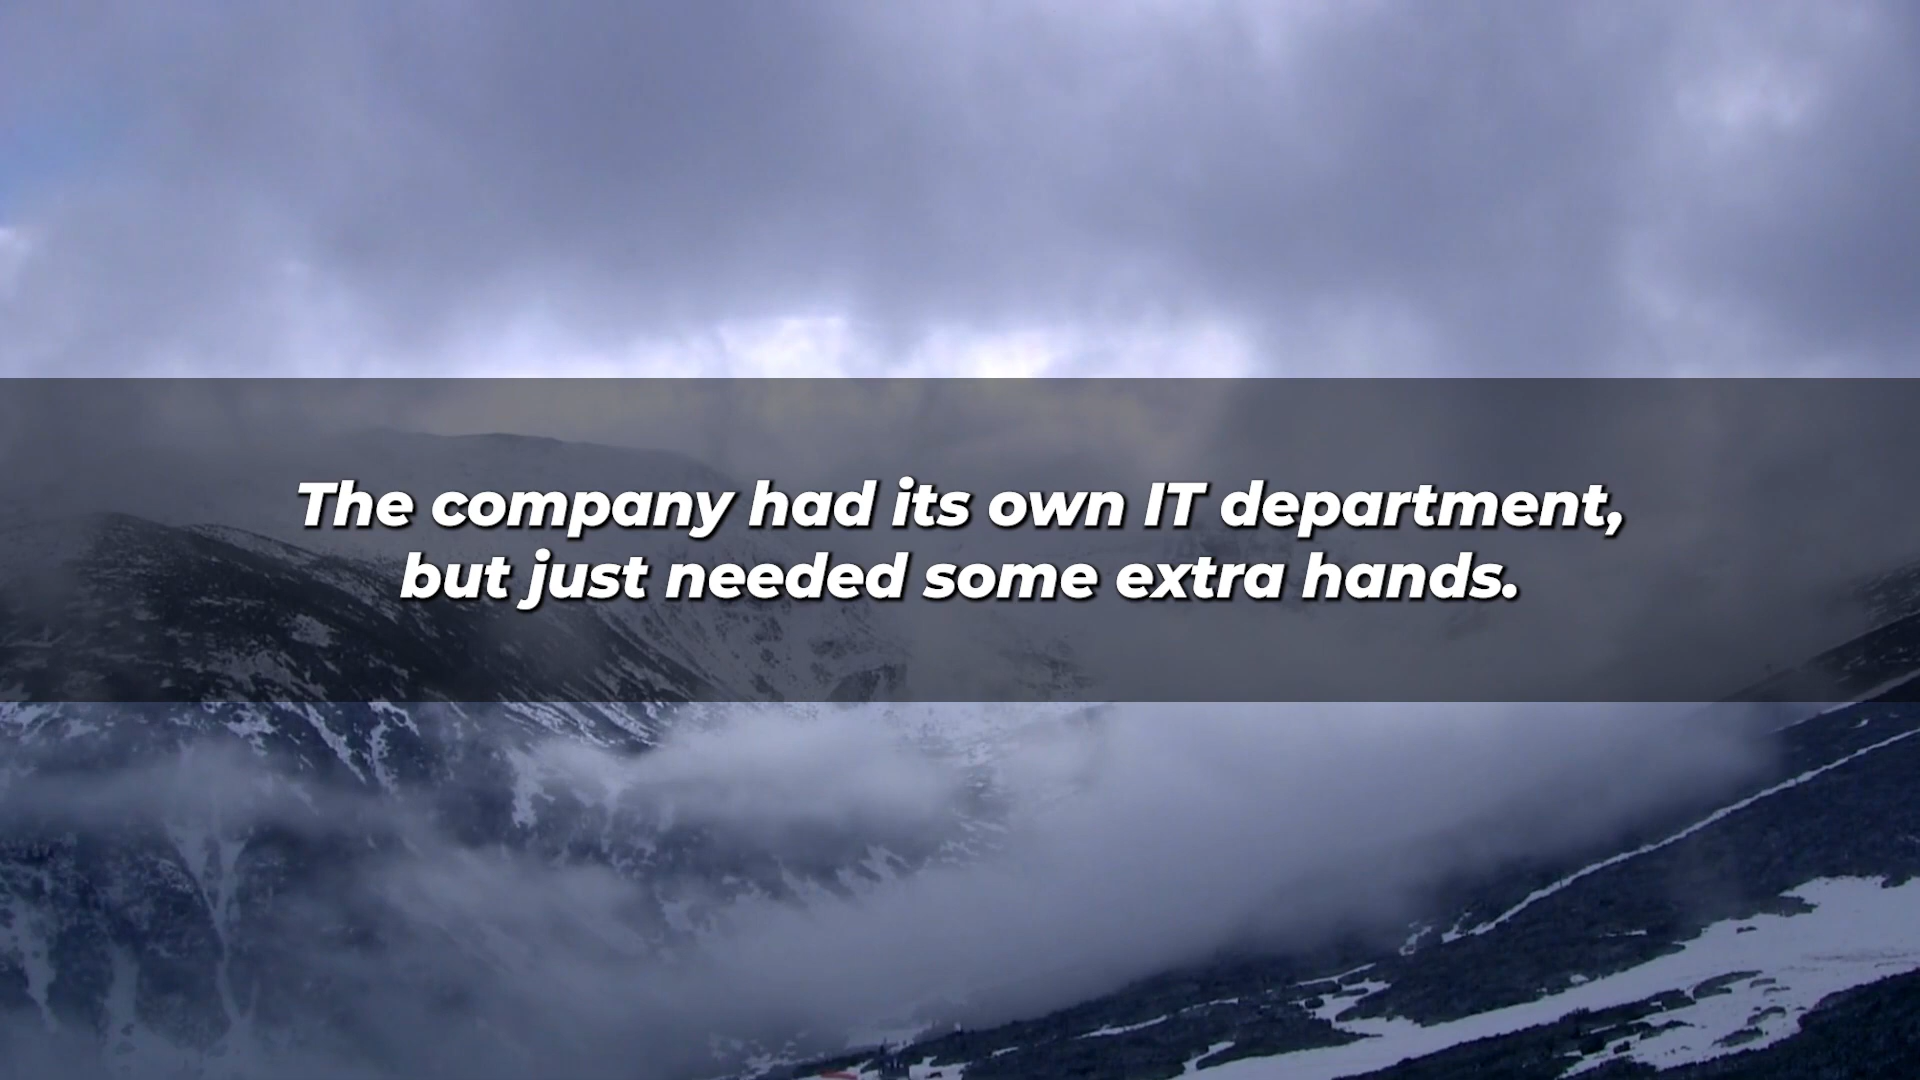 The company had its own IT department,
but just needed some extra hands.